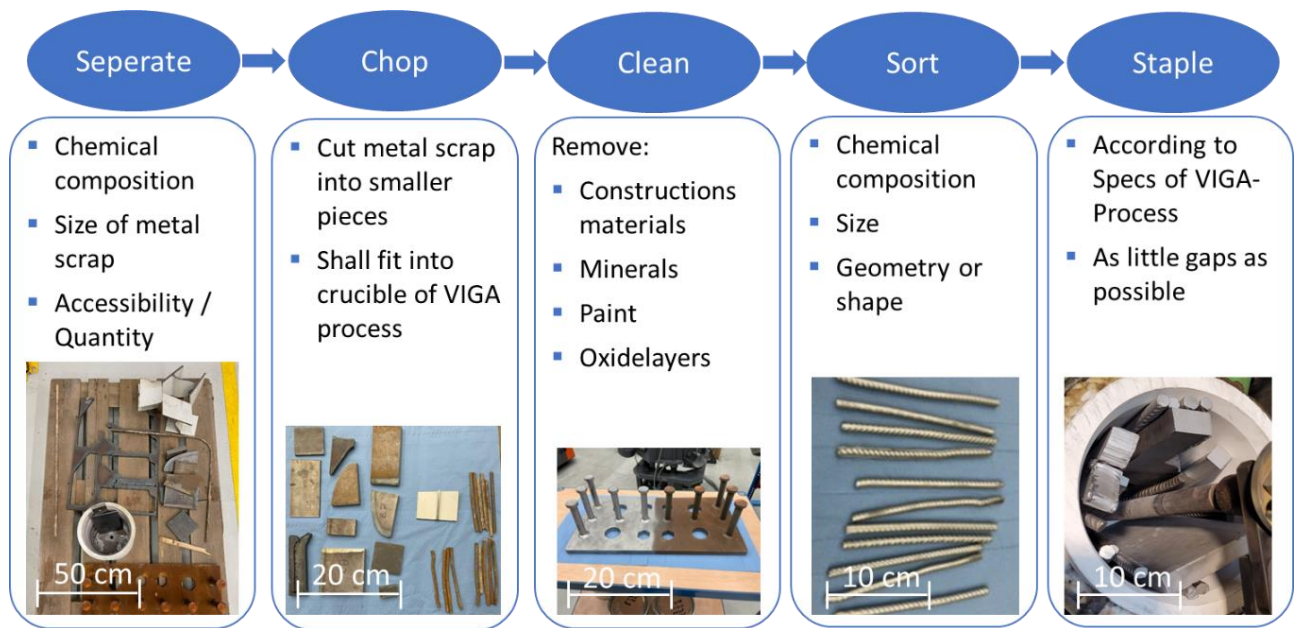 Seperate
Chop
Clean
Sort
Staple
▪ Chemical
composition
▪ Size of metal
scrap
▪ Accessibility /
Quantity
50 cm
▪ Cut metal scrap
into smaller
pieces
▪ Shall fit into
crucible of VIGA
process
20 cm
Remove:
▪ Constructions
materials
▪ Minerals
▪ Paint
▪ Oxidelayers
20 cm
▪ Chemical
composition
▪ Size
▪ Geometry or
shape
10 cm
▪ According to
Specs of VIGA-
Process
▪ As little gaps as
possible
10 cm